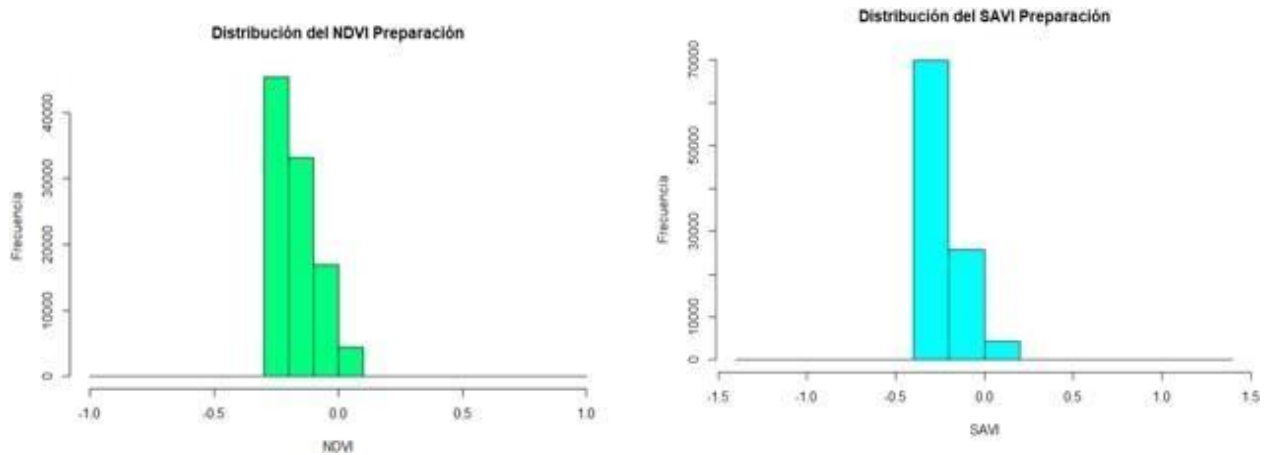 Distribución del NDVI Preparación
Frecuencia
40000
30000
20000
10000
0
-1.0 -0.5 0.0 0.5 1.0
NDVI
Distribución del SAVI Preparación
Frecuencia
70000
50000
30000
10000
0
-1.5 -1.0 -0.5 0.0 0.5 1.0 1.5
SAVI